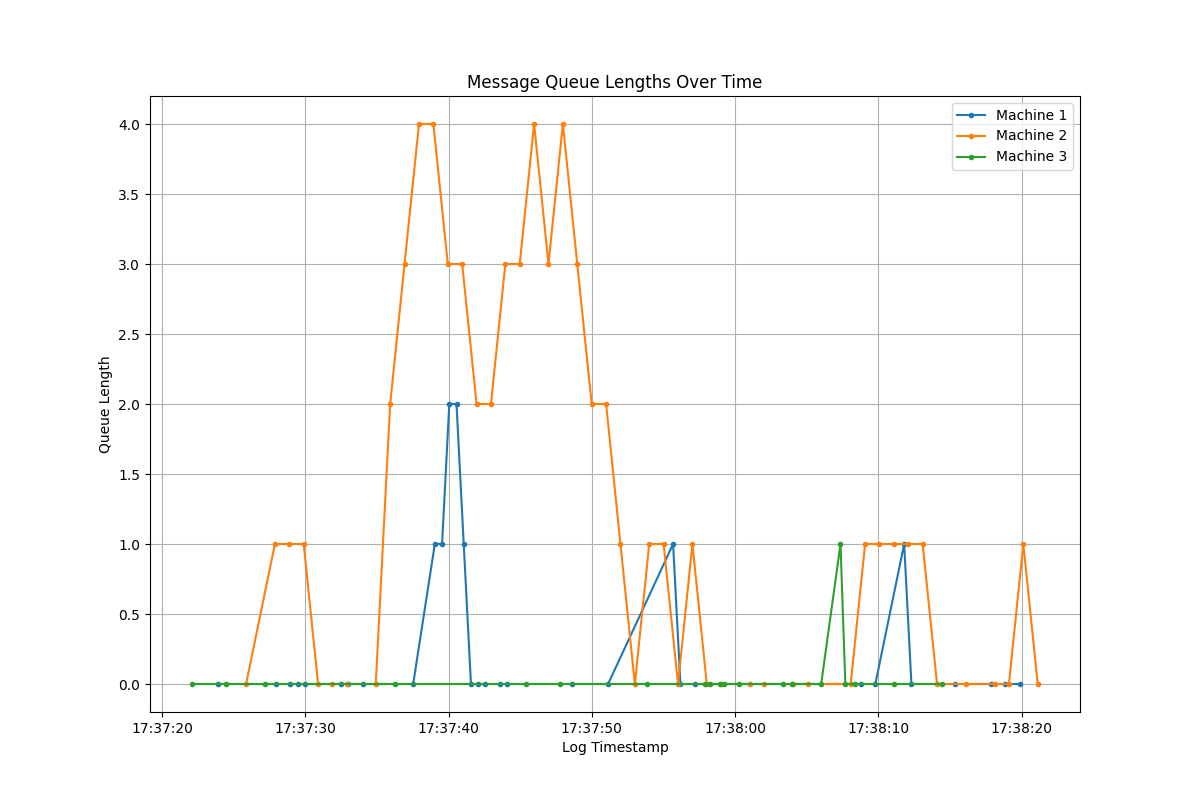 Message Queue Lengths Over Time
Machine 1
Machine 2
Machine 3
4.0
3.5
3.0
2.5
2.0
1.5
1.0
0.5
0.0
Queue Length
17:37:20
17:37:30
17:37:40
17:37:50
17:38:00
17:38:10
17:38:20
Log Timestamp